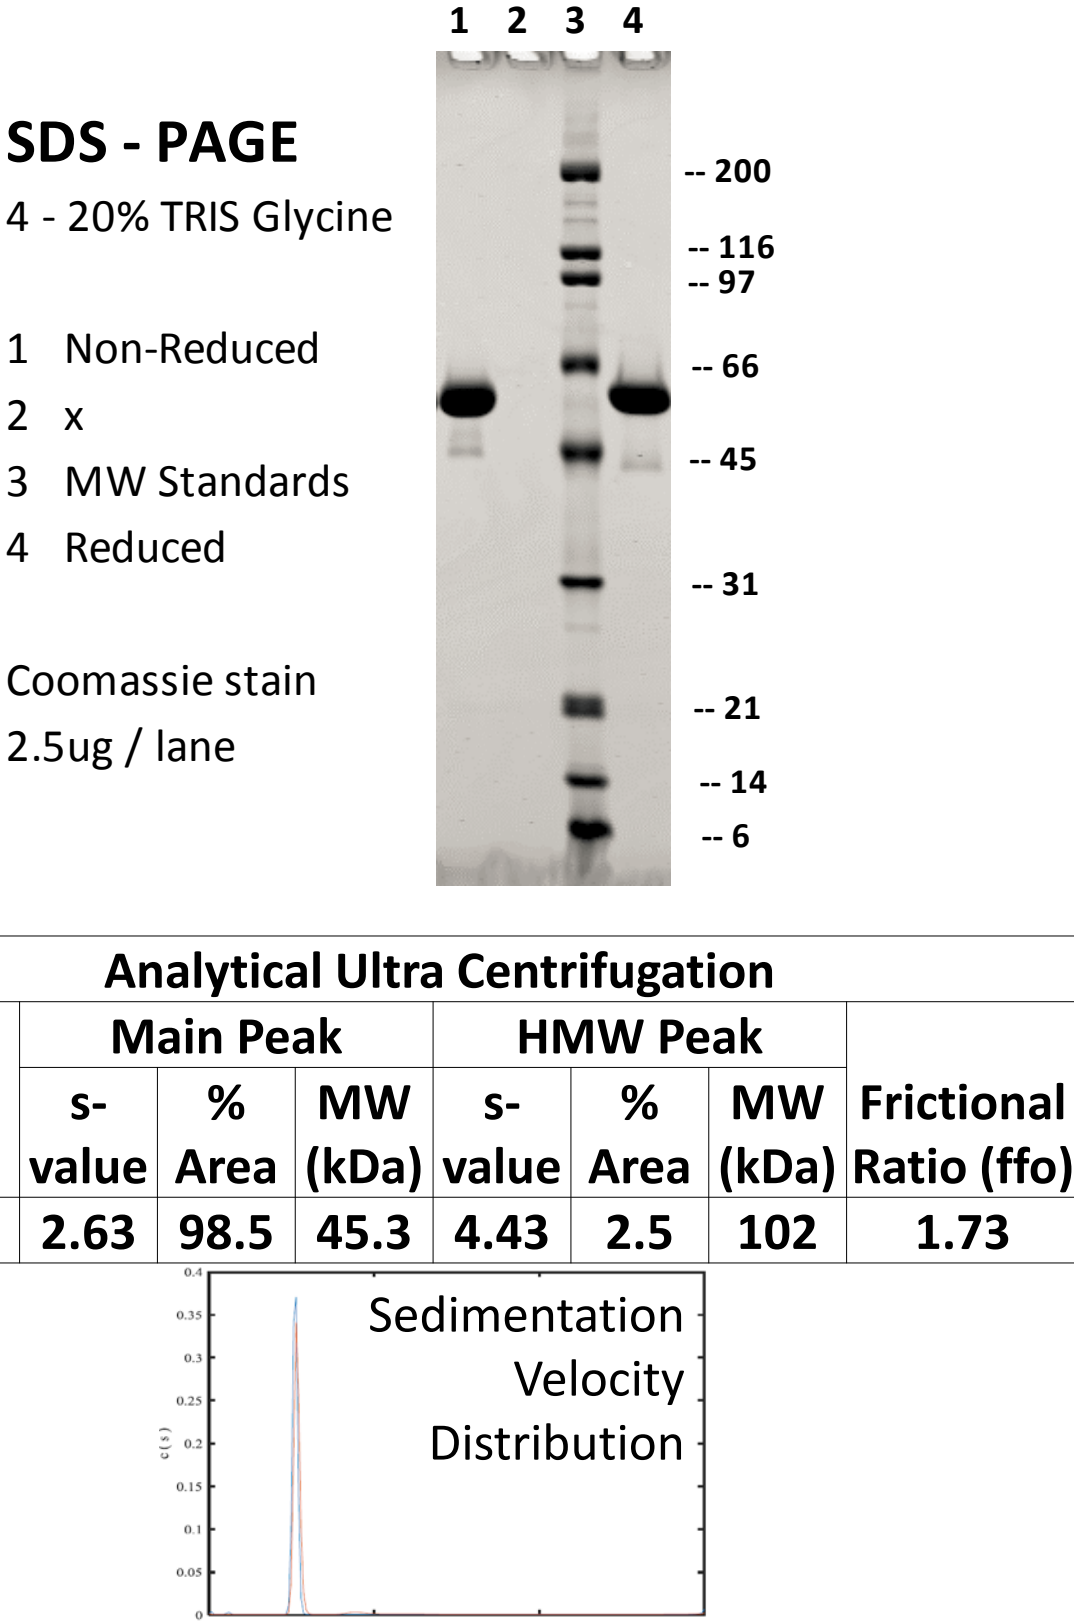 1 2 3 4
SDS - PAGE
4 - 20% TRIS Glycine
1 Non-Reduced
2 x
3 MW Standards
4 Reduced
Coomassie stain
2.5ug / lane
-- 200
-- 116
-- 97
-- 66
-- 45
-- 31
-- 21
-- 14
-- 6
Analytical Ultra Centrifugation
Main Peak HMW Peak
s-value % Area MW (kDa) s-value % Area MW (kDa) Frictional Ratio (ffo)
2.63 98.5 45.3 4.43 2.5 102 1.73
Sedimentation
Velocity
Distribution
c(s)
0.4
0.35
0.3
0.25
0.2
0.15
0.1
0.05
0